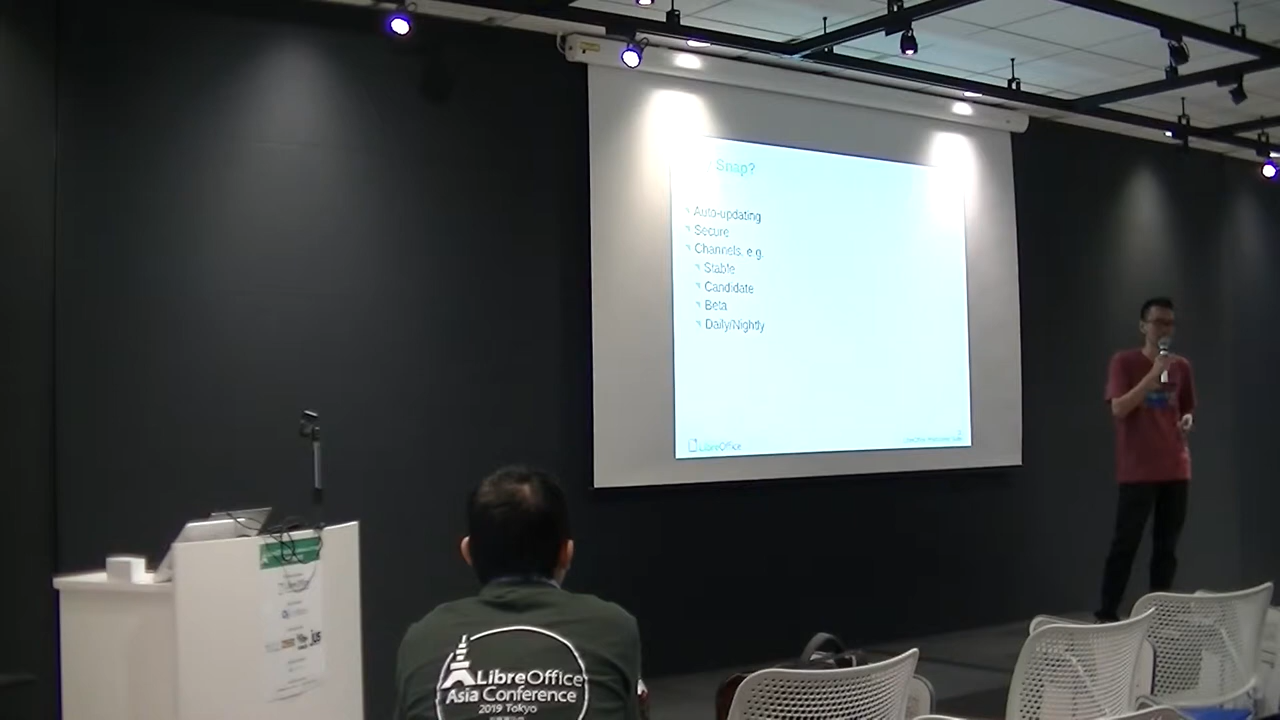 Snap?
Auto-updating
Secure
Channels, e.g.
Stable
Candidate
Beta
Daily/Nightly
LibreOffice
LibreOffice
Asia Conference
2019 Tokyo